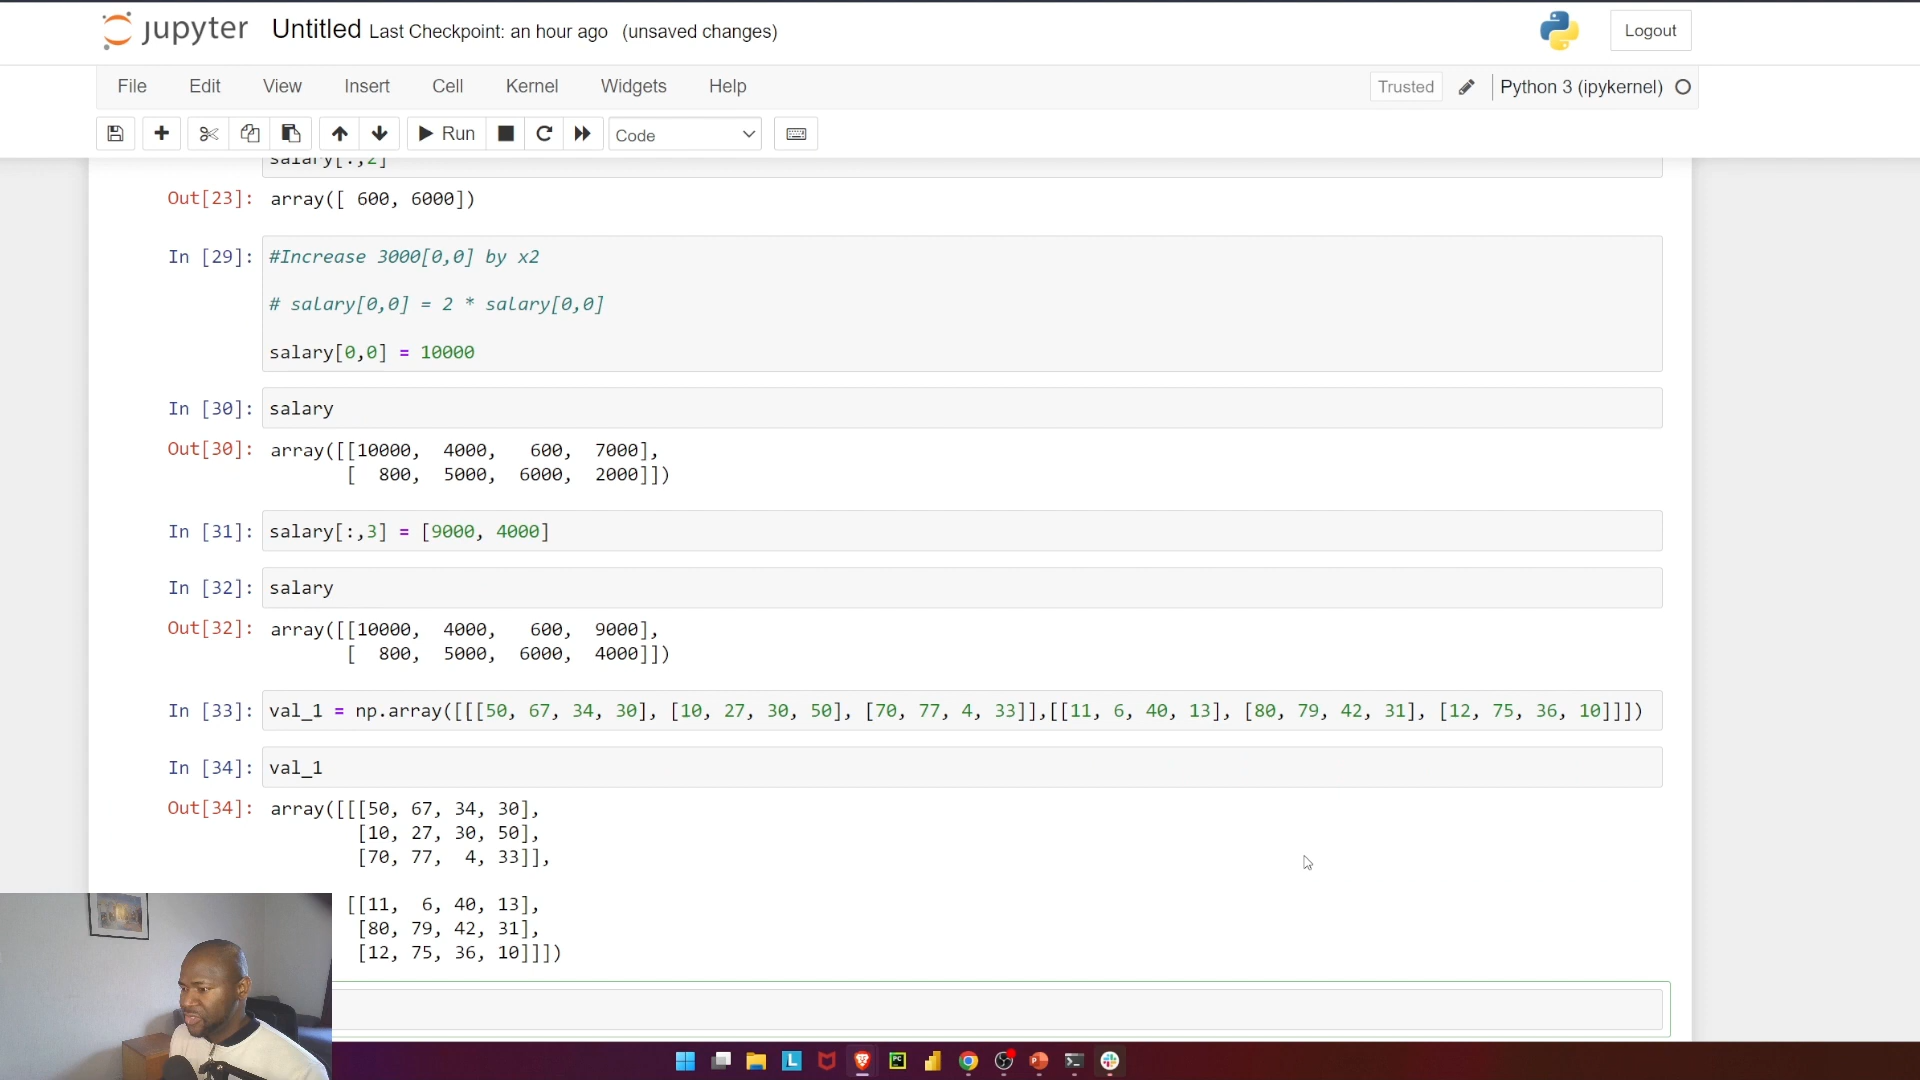 jupyter Untitled Last Checkpoint: an hour ago (unsaved changes)
Logout
File Edit View Insert Cell Kernel Widgets Help
Trusted Python 3 (ipykernel)
Run Code
salary[:,2]
Out[23]: array([ 600, 6000])
In [29]: #Increase 3000[0,0] by x2
# salary[0,0] = 2 * salary[0,0]
salary[0,0] = 10000
In [30]: salary
Out[30]: array([[10000, 4000, 600, 7000],
[ 800, 5000, 6000, 2000]])
In [31]: salary[:,3] = [9000, 4000]
In [32]: salary
Out[32]: array([[10000, 4000, 600, 9000],
[ 800, 5000, 6000, 4000]])
In [33]: val_1 = np.array([[[50, 67, 34, 30], [10, 27, 30, 50], [70, 77, 4, 33]],[[11, 6, 40, 13], [80, 79, 42, 31], [12, 75, 36, 10]]])
In [34]: val_1
Out[34]: array([[[50, 67, 34, 30],
[10, 27, 30, 50],
[70, 77, 4, 33]],
[[11, 6, 40, 13],
[80, 79, 42, 31],
[12, 75, 36, 10]]])